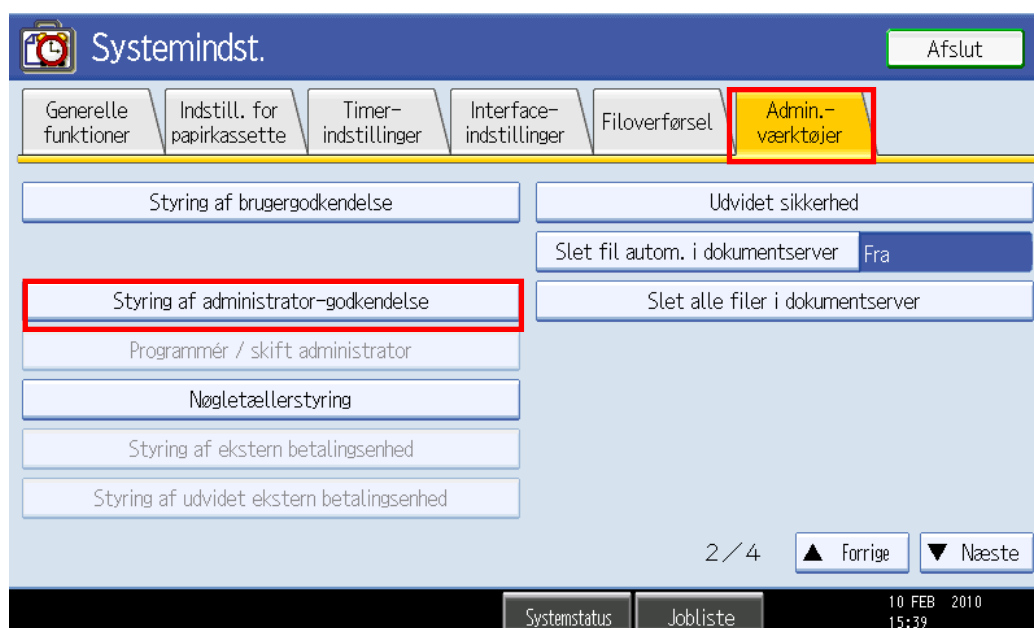 Systemindst.
Afslut
Generelle
funktioner
Indstill. for
papirkassette
Timer-
indstillinger
Interface-
indstillinger
Filoverførsel
Admin.-
værktøjer
Styring af brugergodkendelse
Udvidet sikkerhed
Slet fil autom. i dokumentserver Fra
Styring af administrator-godkendelse
Slet alle filer i dokumentserver
Programmér / skift administrator
Nøgletællerstyring
Styring af ekstern betalingsenhed
Styring af udvidet ekstern betalingsenhed
2/4 ▲ Forrige ▼ Næste
Systemstatus Jobliste
10 FEB 2010
15:39